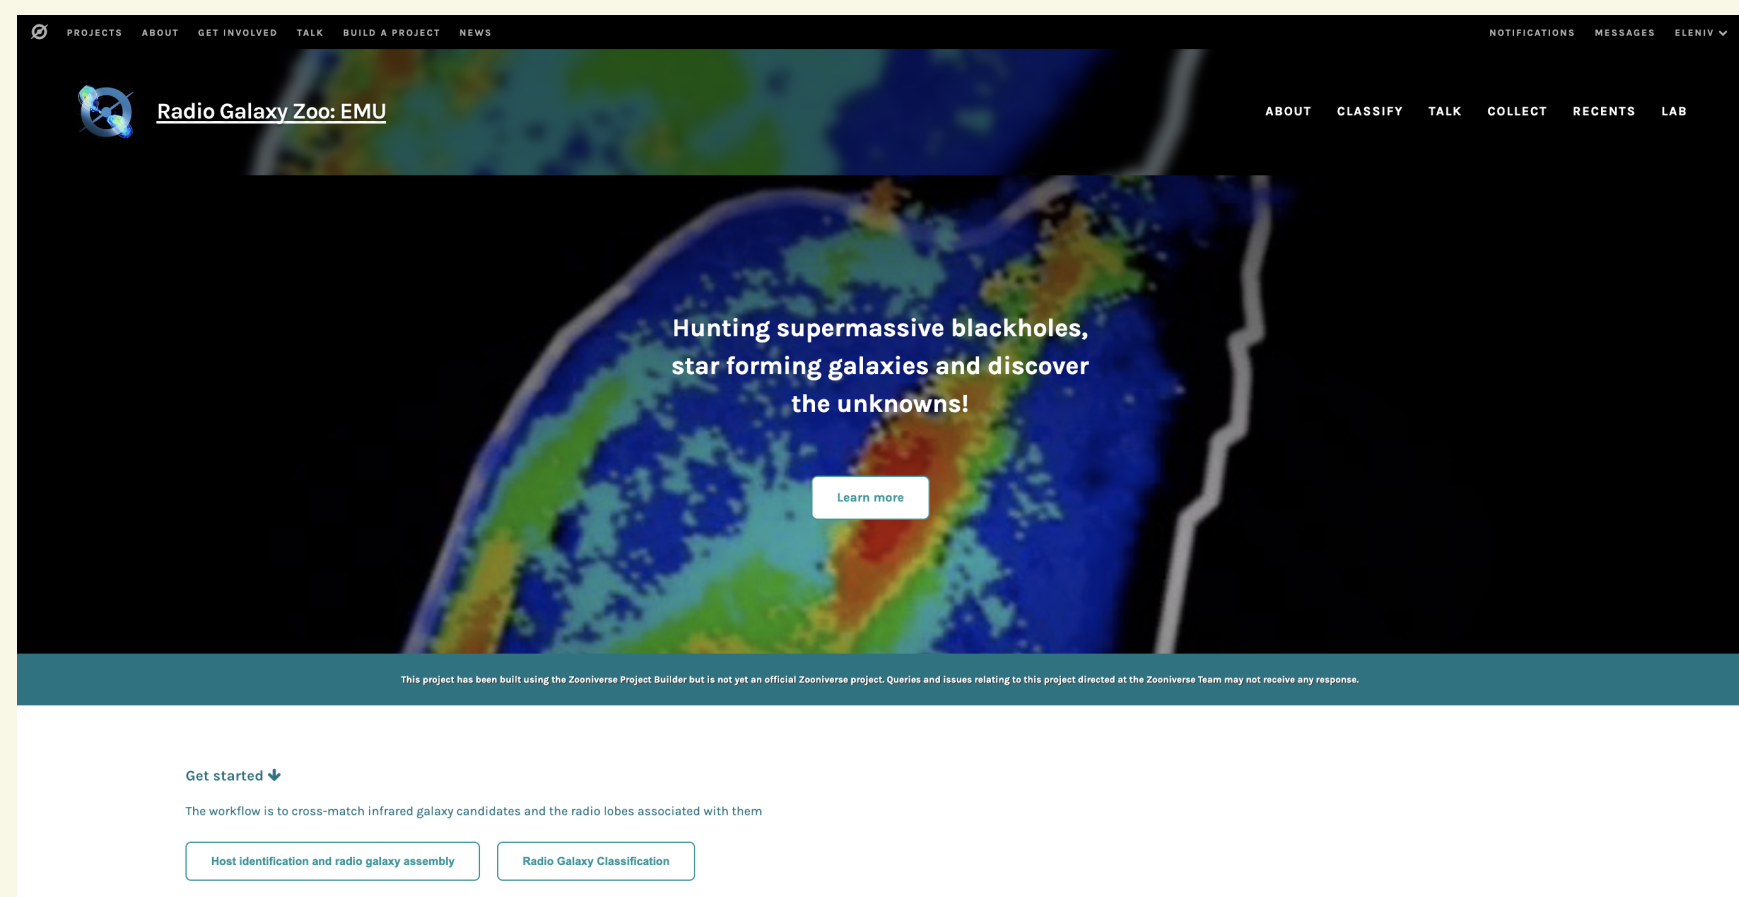 PROJECTS ABOUT GET INVOLVED TALK BUILD A PROJECT NEWS NOTIFICATIONS MESSAGES ELENIV
Radio Galaxy Zoo: EMU ABOUT CLASSIFY TALK COLLECT RECENTS LAB
Hunting supermassive blackholes,
star forming galaxies and discover
the unknowns!
Learn more
This project has been built using the Zooniverse Project Builder but is not yet an official Zooniverse project. Queries and issues relating to this project directed at the Zooniverse Team may not receive any response.
Get started
The workflow is to cross-match infrared galaxy candidates and the radio lobes associated with them
Host identification and radio galaxy assembly Radio Galaxy Classification